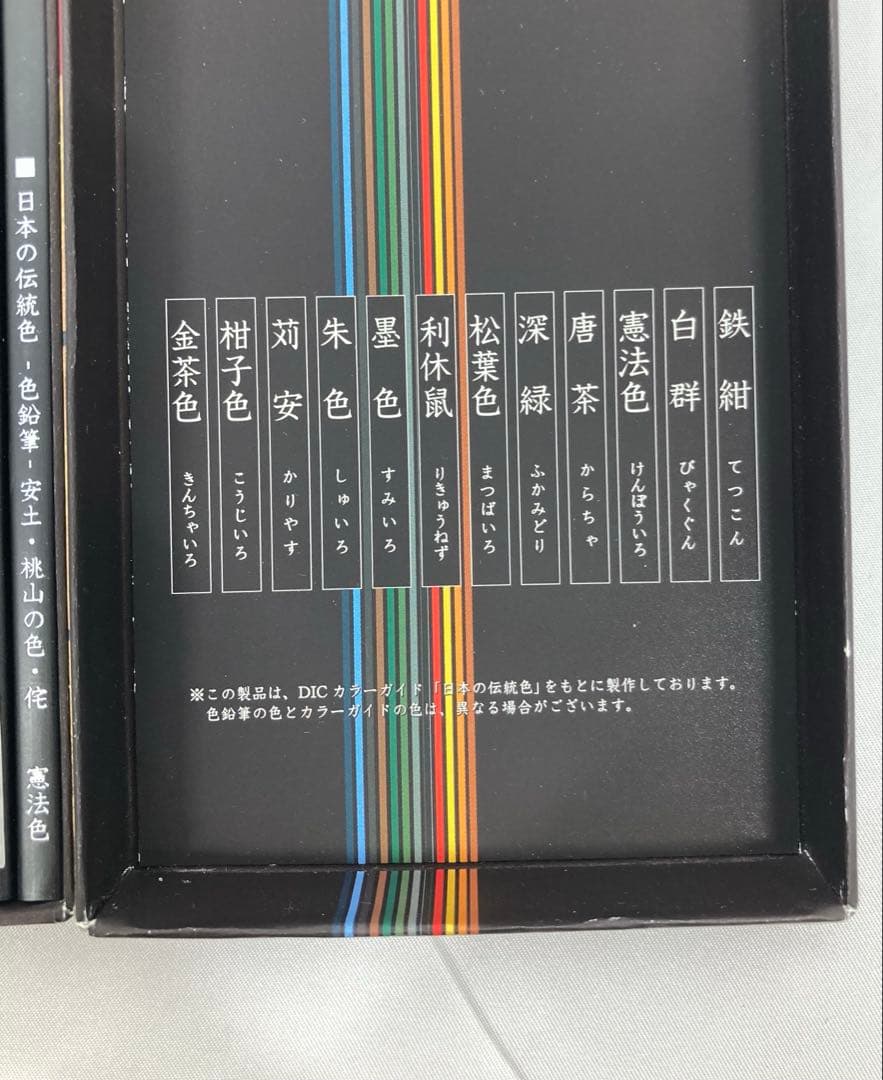 ■ 日本の伝統色 - 色鉛筆 - 安土・桃山の色・侘 憲法色
鉄紺 てつこん
白群 びゃくぐん
憲法色 けんぽういろ
唐茶 からちゃ
深緑 ふかみどり
松葉色 まつばいろ
利休鼠 りきゅうねず
墨色 すみいろ
朱色 しゅいろ
苅安 かりやす
柑子色 こうじいろ
金茶色 きんちゃいろ
※この製品は、DIC カラーガイド「日本の伝統色」をもとに製作しております。
色鉛筆の色とカラーガイドの色は、異なる場合がございます。